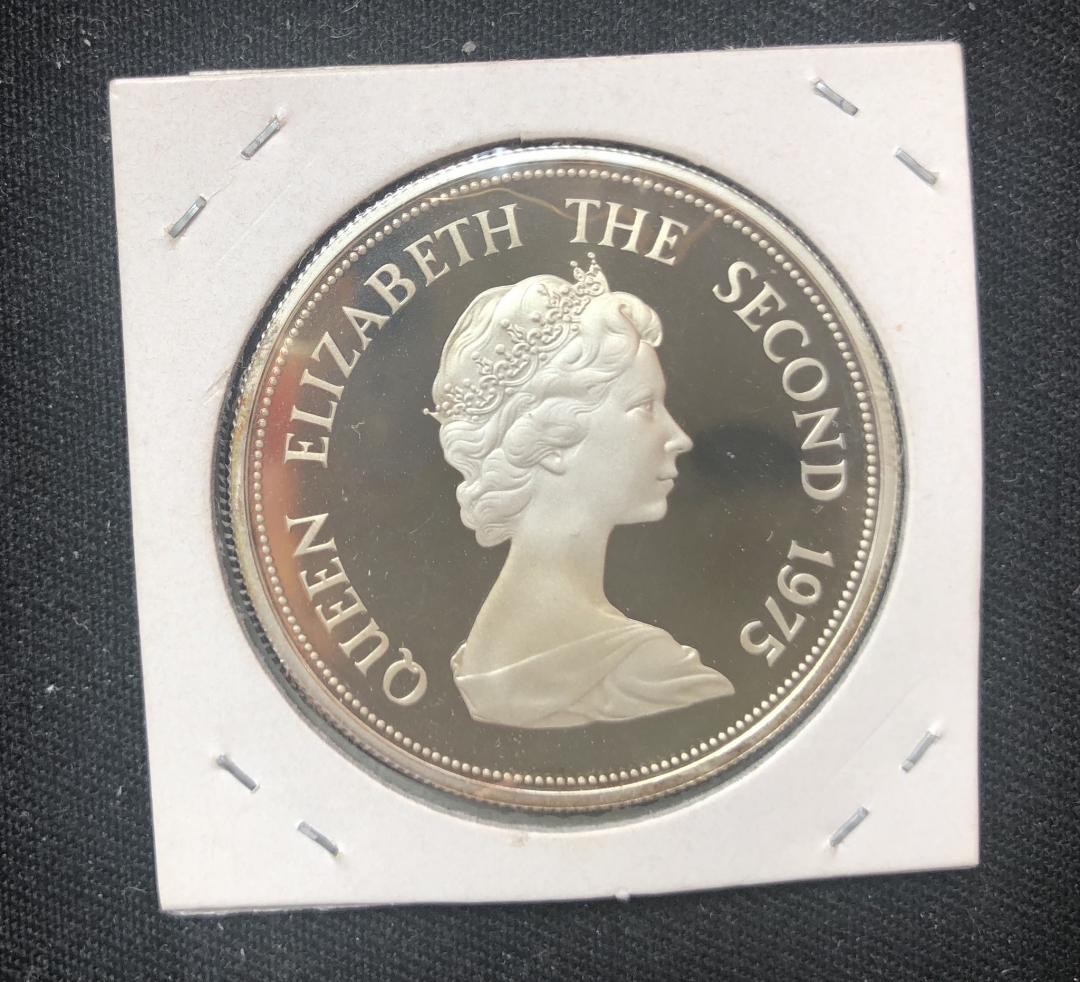 QUEEN ELIZABETH THE SECOND 1975